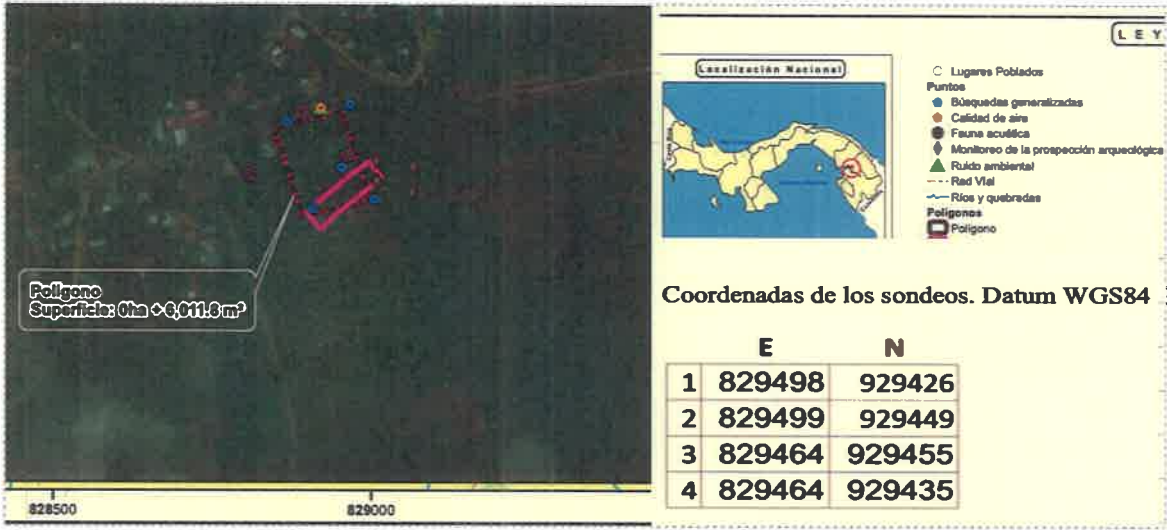 Polígono
Superficie: 0ha + 6,011.8 m²
828500
829000
L E Y
Localización Nacional
Lugares Poblados
Puntos
Búsquedas generalizadas
Calidad de aire
Fauna acuética
Monitoreo de la prospección arqueológica
Ruido ambiental
Red Vial
Ríos y quebradas
Polígonos
Polígono
Coordenadas de los sondeos. Datum WGS84
E N
1 829498 929426
2 829499 929449
3 829464 929455
4 829464 929435